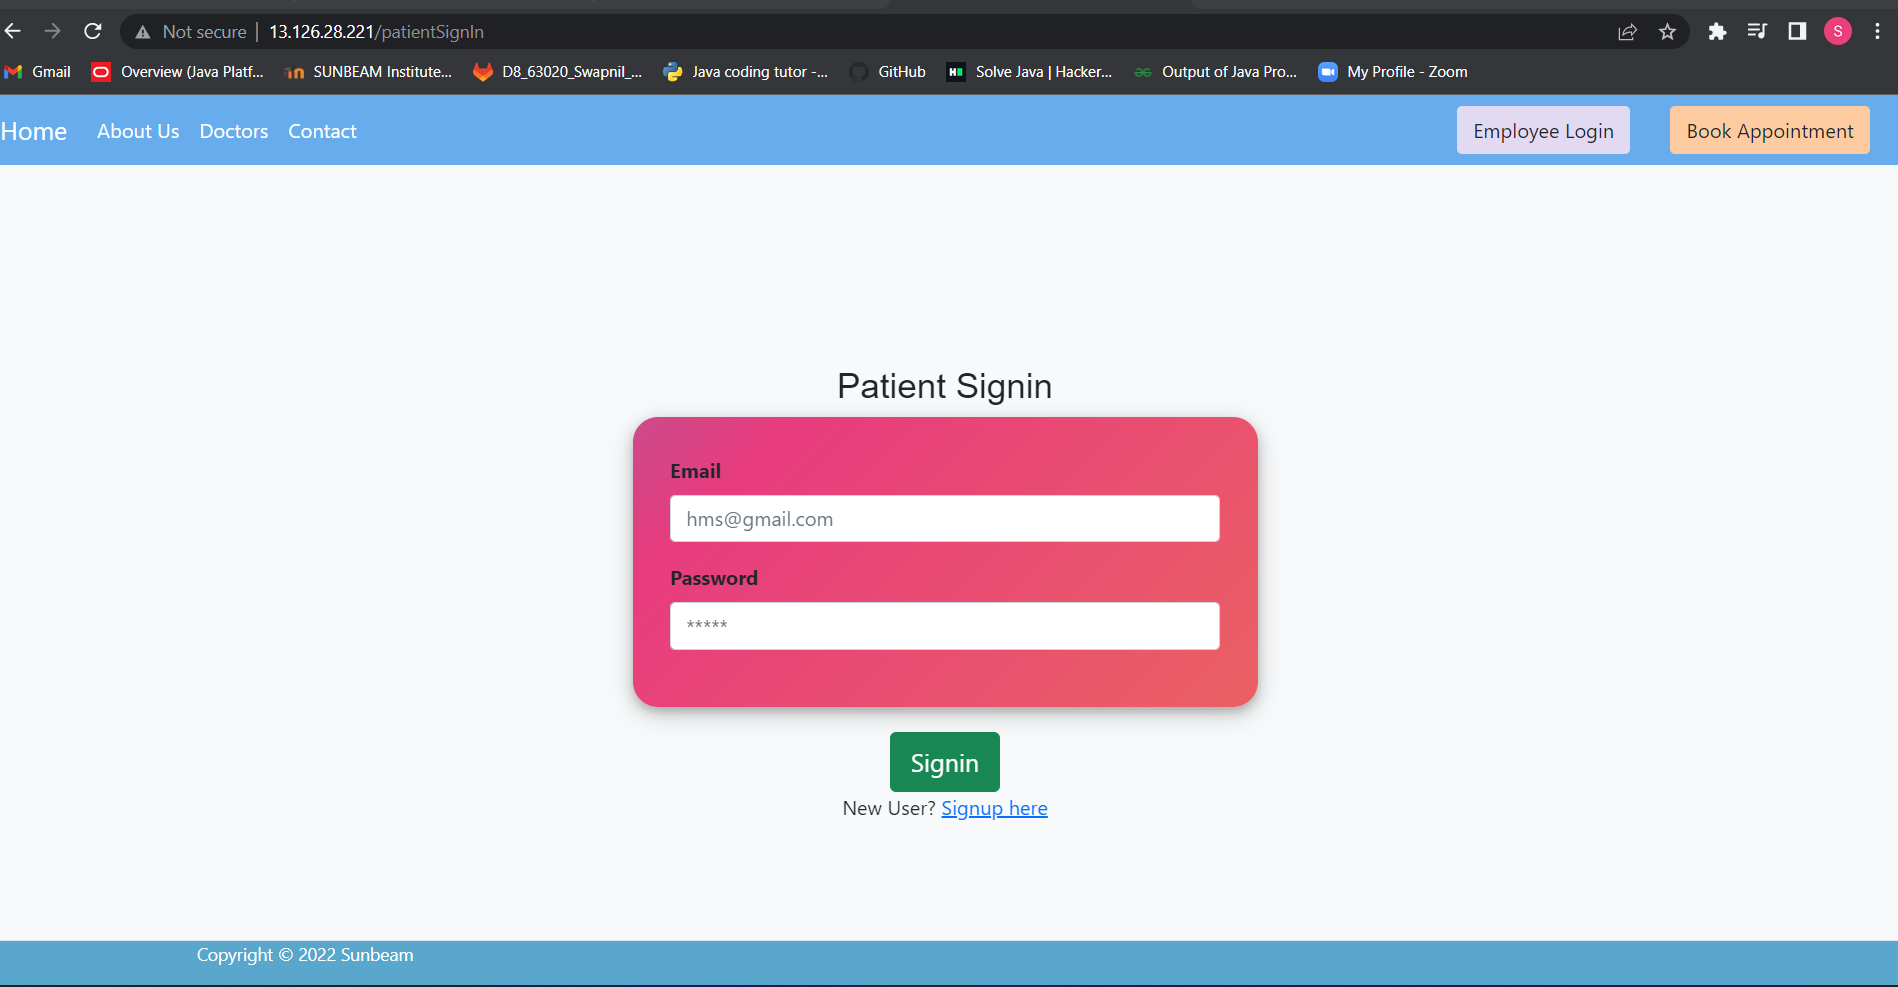 Not secure | 13.126.28.221/patientSignIn
S
Gmail Overview (Java Platf... SUNBEAM Institute... D8_63020_Swapnil_... Java coding tutor -... GitHub Solve Java | Hacker... Output of Java Pro... My Profile - Zoom
Home About Us Doctors Contact Employee Login Book Appointment
Patient Signin
Email
hms@gmail.com
Password
*****
Signin
New User? Signup here
Copyright © 2022 Sunbeam